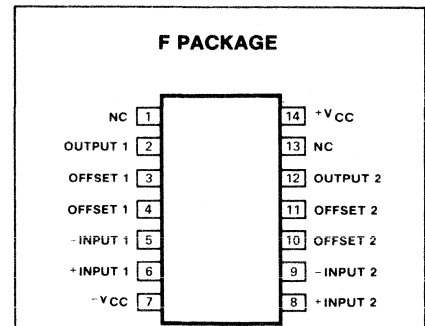 F PACKAGE
NC 1 14 +VCC
OUTPUT 1 2 13 NC
OFFSET 1 3 12 OUTPUT 2
OFFSET 1 4 11 OFFSET 2
-INPUT 1 5 10 OFFSET 2
+INPUT 1 6 9 -INPUT 2
-VCC 7 8 +INPUT 2